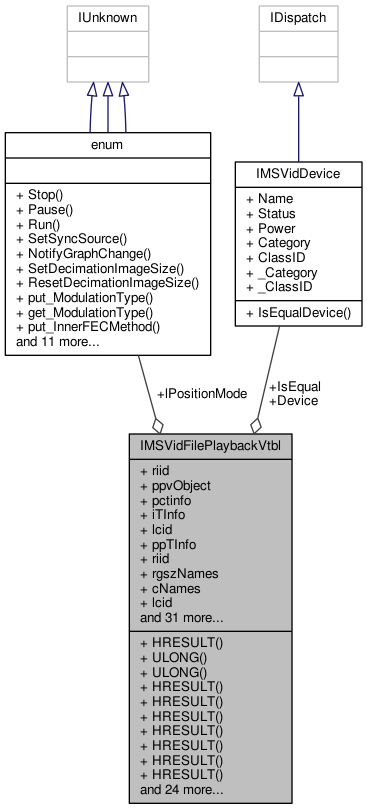 IUnknown
IDispatch
enum
+ Stop()
+ Pause()
+ Run()
+ SetSyncSource()
+ NotifyGraphChange()
+ SetDecimationImageSize()
+ ResetDecimationImageSize()
+ put_ModulationType()
+ get_ModulationType()
+ put_InnerFECMethod()
and 11 more...
IMSVidDevice
+ Name
+ Status
+ Power
+ Category
+ ClassID
+ _Category
+ _ClassID
+ IsEqualDevice()
+lPositionMode
+IsEqual
+Device
IMSVidFilePlaybackVtbl
+ riid
+ ppvObject
+ pctinfo
+ iTInfo
+ lcid
+ ppTInfo
+ riid
+ rgszNames
+ cNames
+ lcid
and 31 more...
+ HRESULT()
+ ULONG()
+ ULONG()
+ HRESULT()
+ HRESULT()
+ HRESULT()
+ HRESULT()
+ HRESULT()
+ HRESULT()
+ HRESULT()
and 24 more...